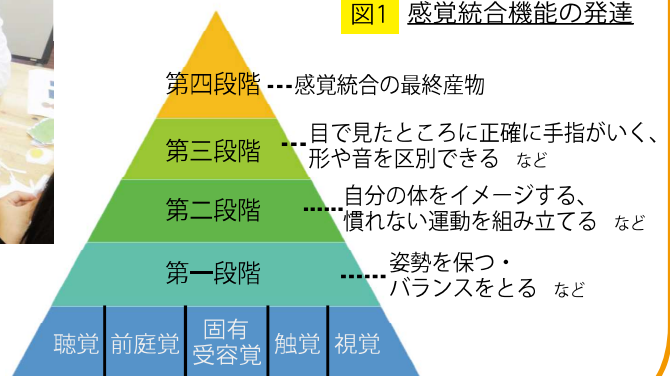 図1 感覚統合機能の発達
第四段階 感覚統合の最終産物
第三段階 目で見たところに正確に手指がいく、
形や音を区別できる など
第二段階 自分の体をイメージする、
慣れない運動を組み立てる など
第一段階 姿勢を保つ・
バランスをとる など
聴覚 前庭覚 固有
受容覚 触覚 視覚